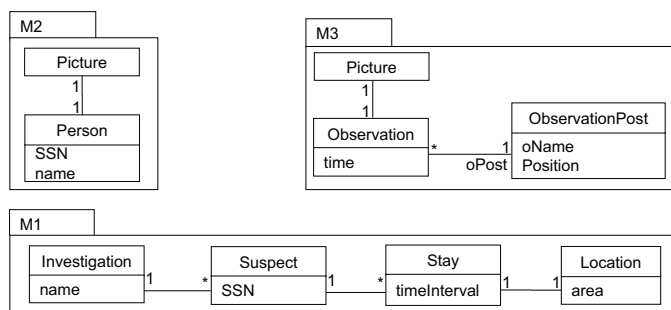 M2
Picture
1
1
Person
SSN
name
M3
Picture
1
1
Observation
time
* 1
oPost
ObservationPost
oName
Position
M1
Investigation
name
1 *
Suspect
SSN
1 *
Stay
timeInterval
1 1
Location
area